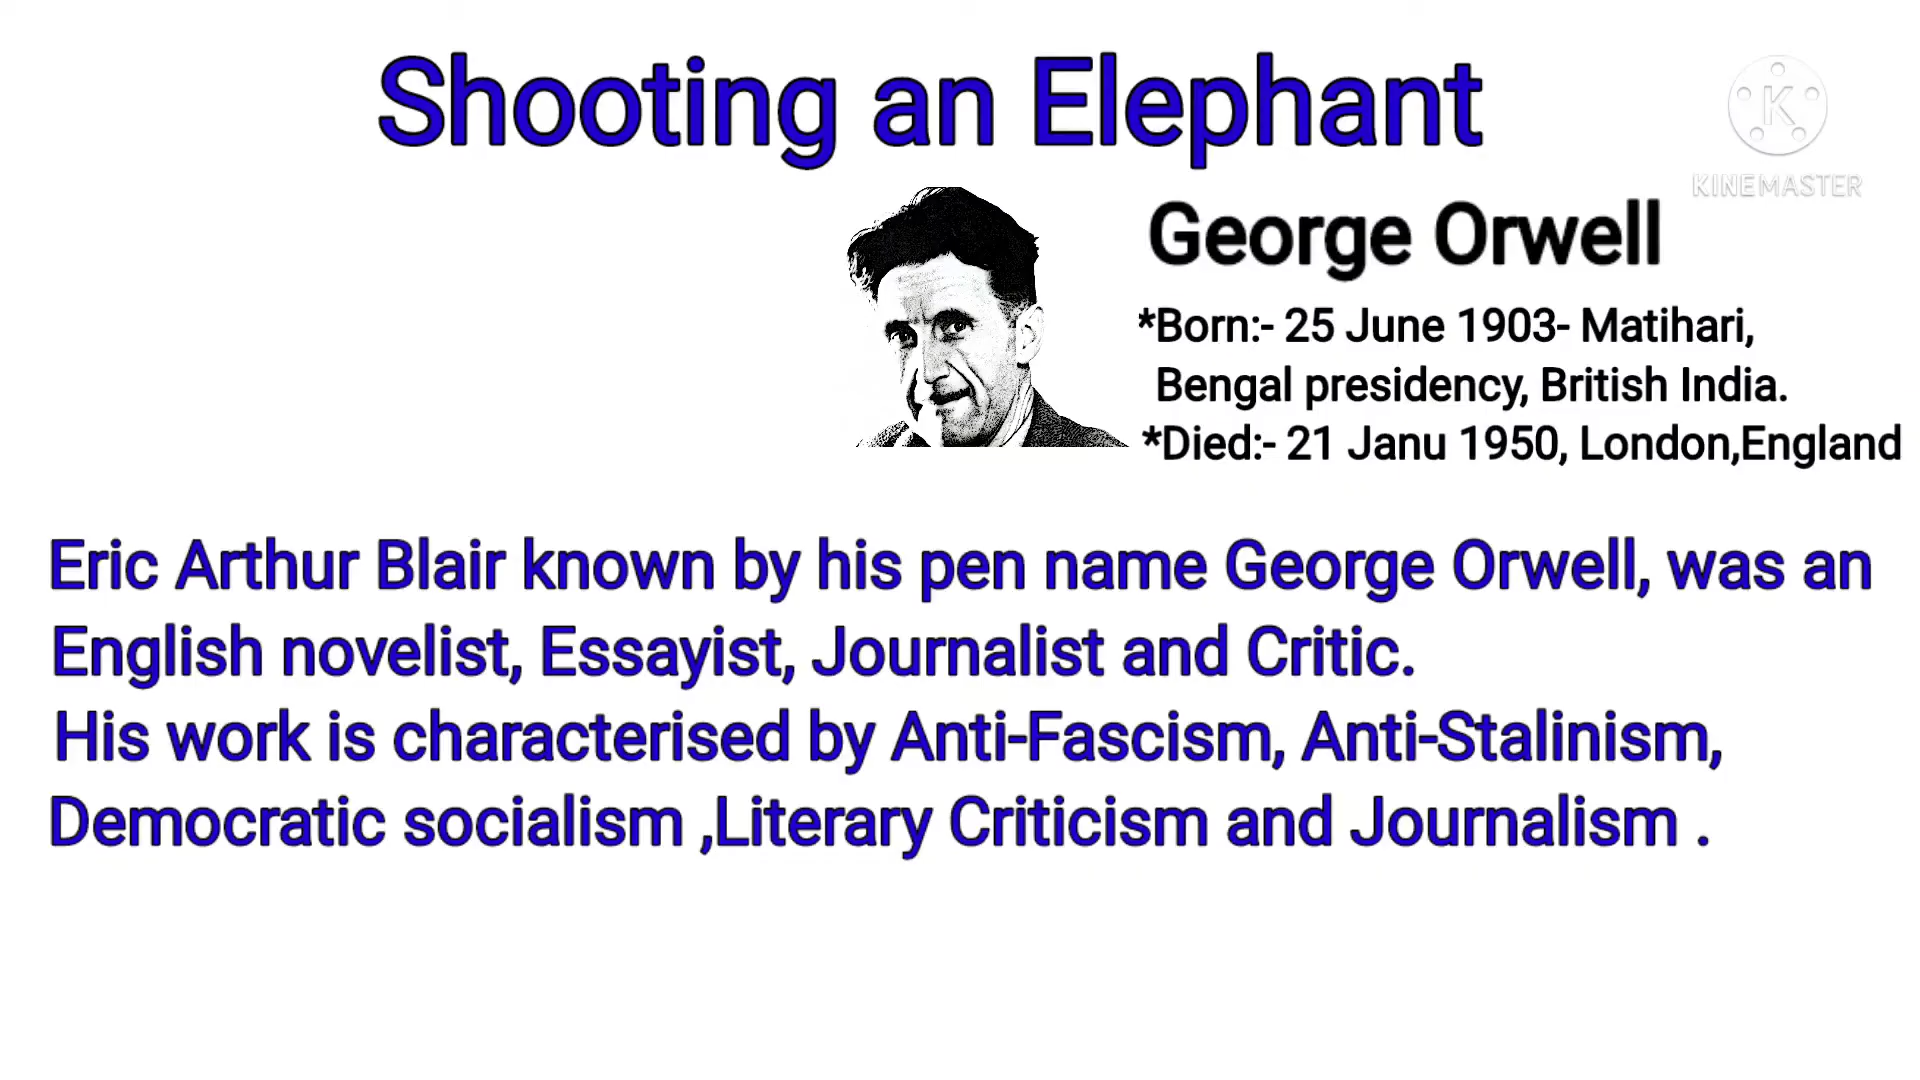 Shooting an Elephant
K
KINEMASTER
George Orwell
*Born:- 25 June 1903- Matihari,
Bengal presidency, British India.
*Died:- 21 Janu 1950, London,England
Eric Arthur Blair known by his pen name George Orwell, was an
English novelist, Essayist, Journalist and Critic.
His work is characterised by Anti-Fascism, Anti-Stalinism,
Democratic socialism ,Literary Criticism and Journalism .